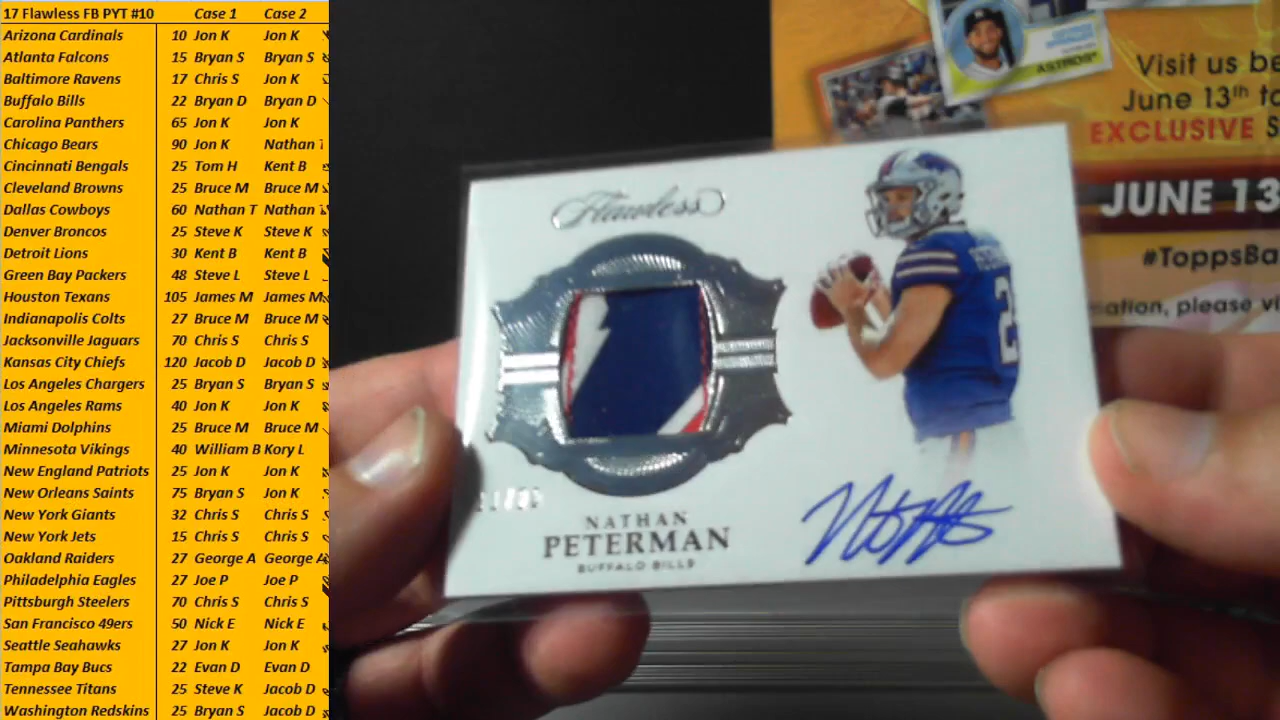 17 Flawless FB PYT #10 Case 1 Case 2
Arizona Cardinals 10 Jon K Jon K
Atlanta Falcons 15 Bryan S Bryan S
Baltimore Ravens 17 Chris S Jon K
Buffalo Bills 22 Bryan D Bryan D
Carolina Panthers 65 Jon K Jon K
Chicago Bears 90 Jon K Nathan
Cincinnati Bengals 25 Tom H Kent B
Cleveland Browns 25 Bruce M Bruce M
Dallas Cowboys 60 Nathan T Nathan
Denver Broncos 25 Steve K Steve K
Detroit Lions 30 Kent B Kent B
Green Bay Packers 48 Steve L Steve L
Houston Texans 105 James M James M
Indianapolis Colts 27 Bruce M Bruce M
Jacksonville Jaguars 70 Chris S Chris S
Kansas City Chiefs 120 Jacob D Jacob D
Los Angeles Chargers 25 Bryan S Bryan S
Los Angeles Rams 40 Jon K Jon K
Miami Dolphins 25 Bruce M Bruce M
Minnesota Vikings 40 William B Kory L
New England Patriots 25 Jon K Jon K
New Orleans Saints 75 Bryan S Jon K
New York Giants 32 Chris S Chris S
New York Jets 15 Chris S Chris S
Oakland Raiders 27 George A George A
Philadelphia Eagles 27 Joe P Joe P
Pittsburgh Steelers 70 Chris S Chris S
San Francisco 49ers 50 Nick E Nick E
Seattle Seahawks 27 Jon K Jon K
Tampa Bay Bucs 22 Evan D Evan D
Tennessee Titans 25 Steve K Jacob D
Washington Redskins 25 Bryan S Jacob D
ASTROS
Visit us be
June 13th to
EXCLUSIVE S
JUNE 13
#ToppsBa
mation, please vi
Flawless
2
NATHAN
PETERMAN
BUFFALO BILLS